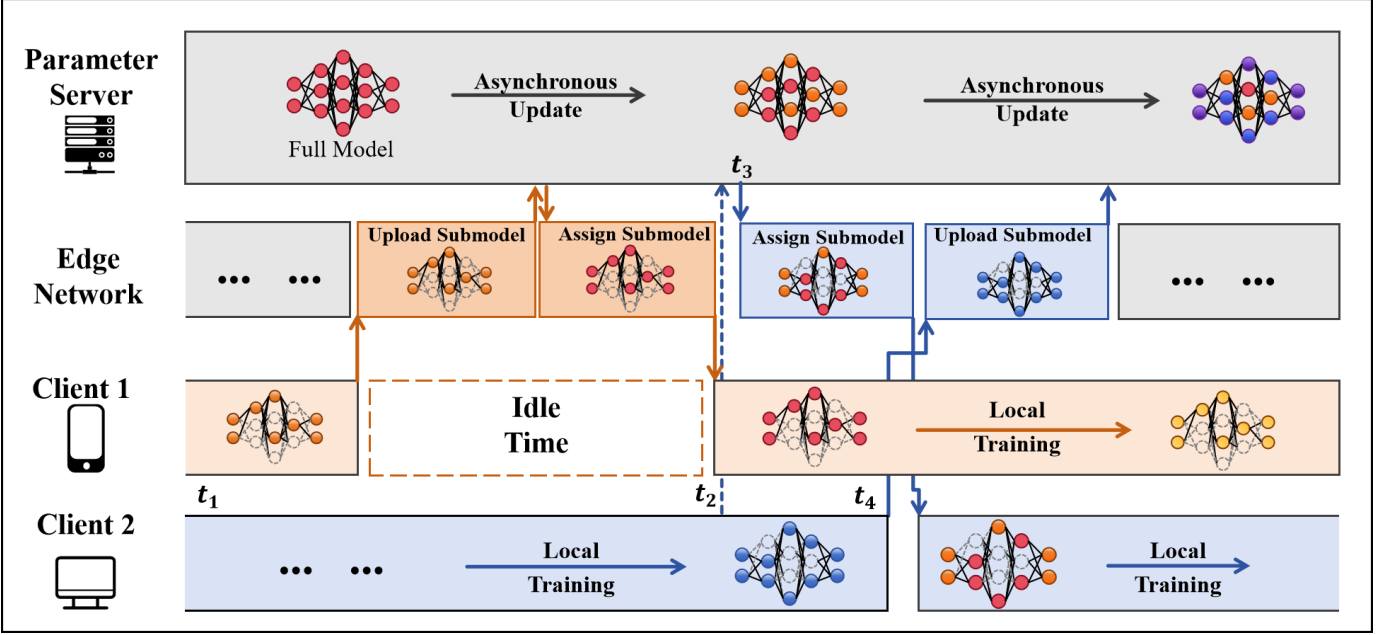 Parameter
Server
Full Model
Asynchronous
Update
Asynchronous
Update
t₃
Edge
Network
... ...
Upload Submodel
Assign Submodel
Assign Submodel
Upload Submodel
... ...
Client 1
Idle
Time
Local
Training
t₁
t₂
t₄
Client 2
... ...
Local
Training
Local
Training